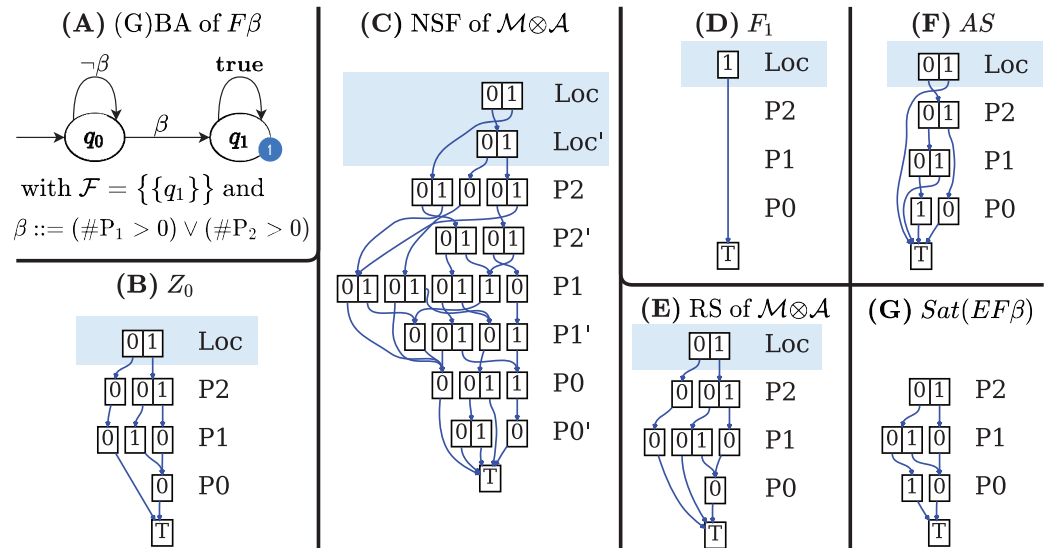 (A) (G)BA of Fβ
¬β
true
q₀
β
q₁
1
with ℱ = {{q₁}} and
β ::= (#P₁ > 0) ∨ (#P₂ > 0)
(B) Z₀
0 1 Loc
0 0 1 P2
0 1 0 P1
0 P0
T
(C) NSF of ℳ⊗𝒜
0 1 Loc
0 1 Loc'
0 1 0 0 1 P2
0 1 0 1 P2'
0 1 0 1 0 1 1 0 P1
0 0 1 0 1 P1'
0 0 1 1 P0
0 1 0 P0'
T
(D) F₁
1 Loc
P2
P1
P0
T
(E) RS of ℳ⊗𝒜
0 1 Loc
0 0 1 P2
0 0 1 0 P1
0 P0
T
(F) AS
0 1 Loc
0 1 P2
0 1 P1
1 0 P0
T
(G) Sat(EFβ)
0 1 P2
0 1 0 P1
1 0 P0
T